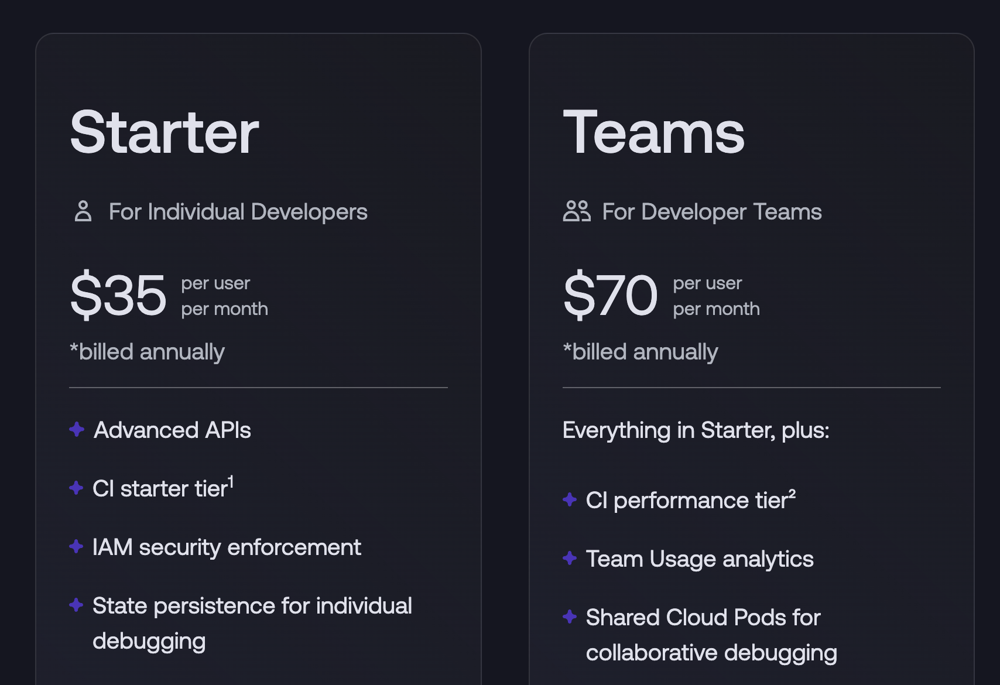 Starter
For Individual Developers
$35
per user
per month
*billed annually
Advanced APIs
CI starter tier¹
IAM security enforcement
State persistence for individual
debugging
Teams
For Developer Teams
$70
per user
per month
*billed annually
Everything in Starter, plus:
CI performance tier²
Team Usage analytics
Shared Cloud Pods for
collaborative debugging